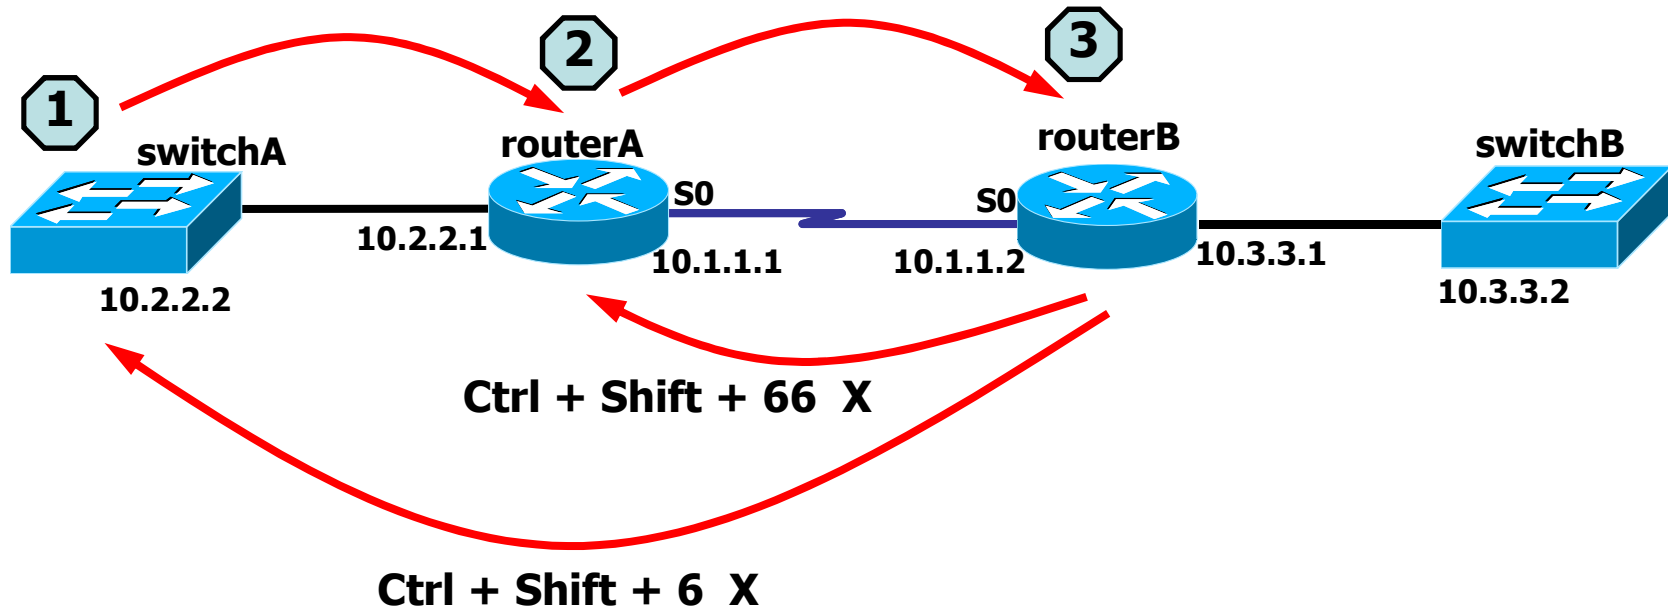 1
2
3
switchA
routerA
routerB
switchB
S0
S0
10.2.2.1
10.1.1.1
10.1.1.2
10.3.3.1
10.2.2.2
10.3.3.2
Ctrl + Shift + 66 X
Ctrl + Shift + 6 X